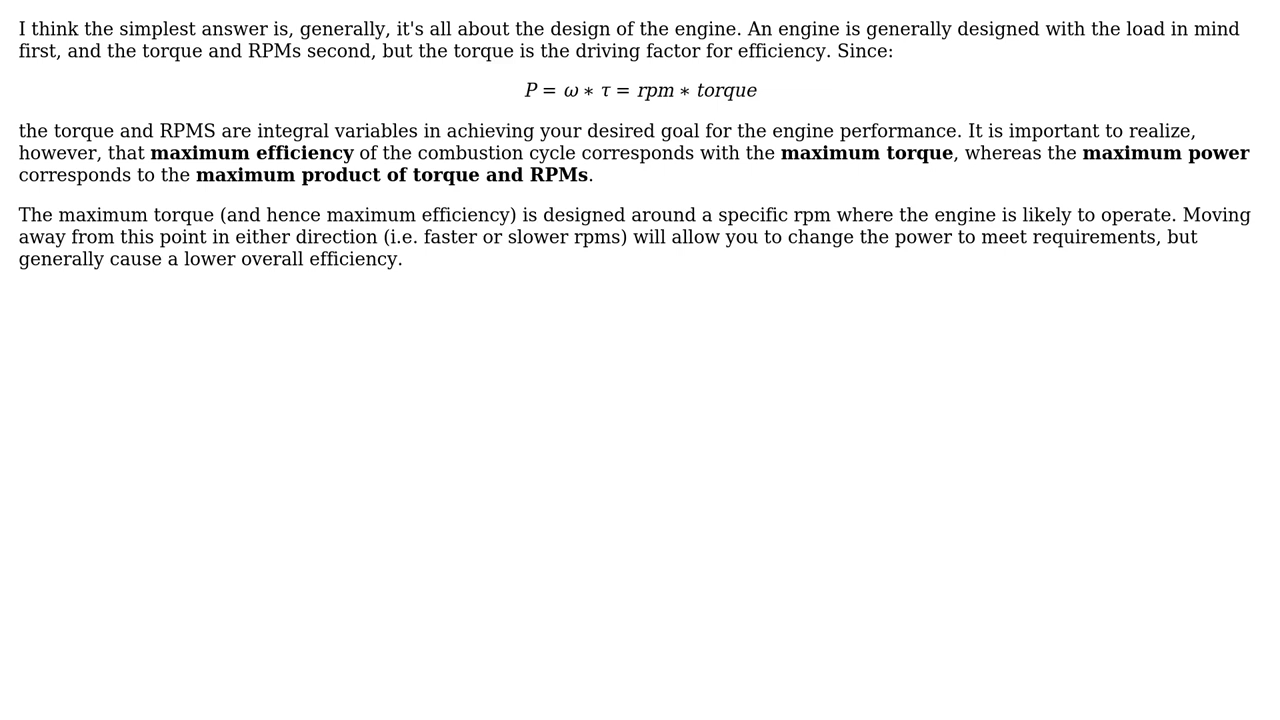 I think the simplest answer is, generally, it's all about the design of the engine. An engine is generally designed with the load in mind
first, and the torque and RPMs second, but the torque is the driving factor for efficiency. Since:
P = ω ∗ τ = rpm ∗ torque
the torque and RPMS are integral variables in achieving your desired goal for the engine performance. It is important to realize,
however, that maximum efficiency of the combustion cycle corresponds with the maximum torque, whereas the maximum power
corresponds to the maximum product of torque and RPMs.
The maximum torque (and hence maximum efficiency) is designed around a specific rpm where the engine is likely to operate. Moving
away from this point in either direction (i.e. faster or slower rpms) will allow you to change the power to meet requirements, but
generally cause a lower overall efficiency.